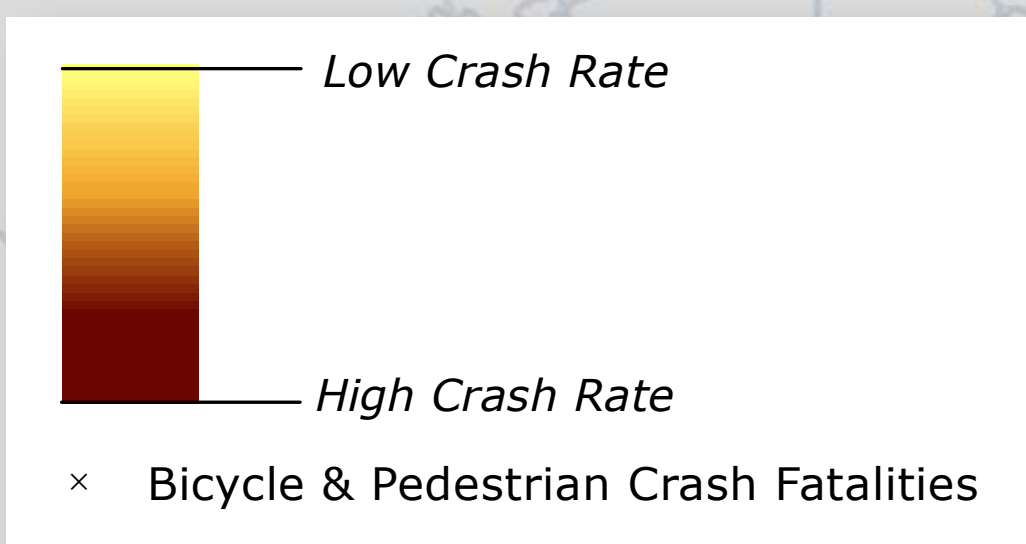 Low Crash Rate
High Crash Rate
× Bicycle & Pedestrian Crash Fatalities